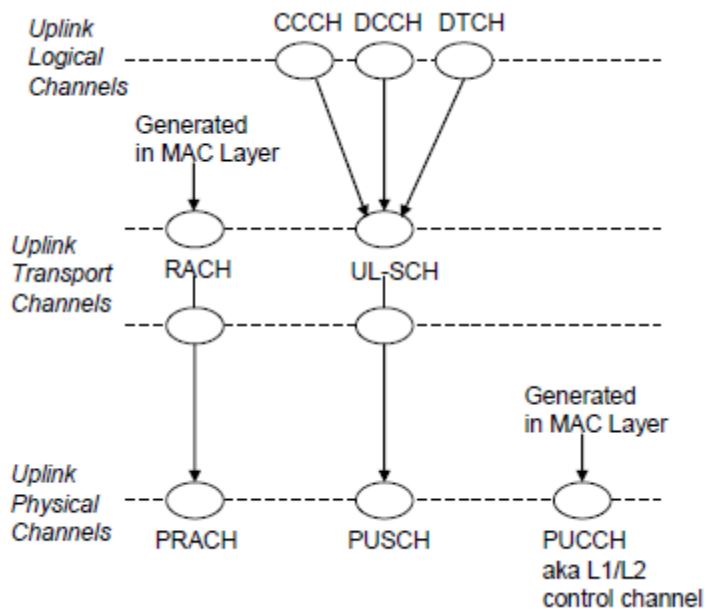 Uplink
Logical
Channels
CCCH DCCH DTCH
Generated
in MAC Layer
Uplink
Transport
Channels
RACH
UL-SCH
Generated
in MAC Layer
Uplink
Physical
Channels
PRACH
PUSCH
PUCCH
aka L1/L2
control channel